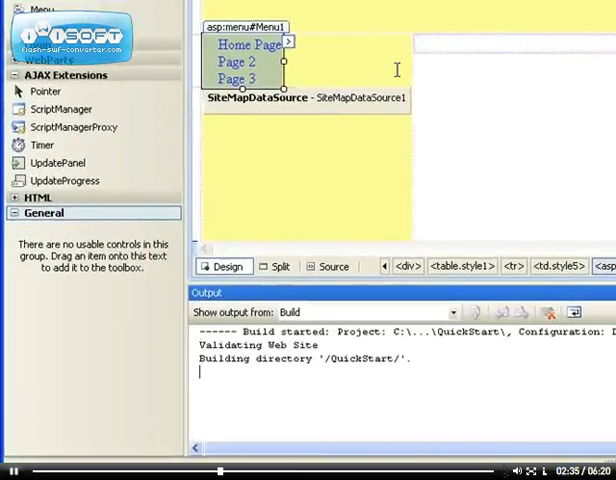 Menu
iWiSOFT
flash-swf-converter.com
WebParts
AJAX Extensions
Pointer
ScriptManager
ScriptManagerProxy
Timer
UpdatePanel
UpdateProgress
HTML
General
There are no usable controls in this
group. Drag an item onto this text
to add it to the toolbox.
asp:menu#Menu1
Home Page
Page 2
Page 3
SiteMapDataSource - SiteMapDataSource1
Design Split Source <div> <table.style1> <tr> <td.style5> <asp
Output
Show output from: Build
------ Build started: Project: C:\...\QuickStart\, Configuration: D
Validating Web Site
Building directory '/QuickStart/'.
02:35 / 06:20